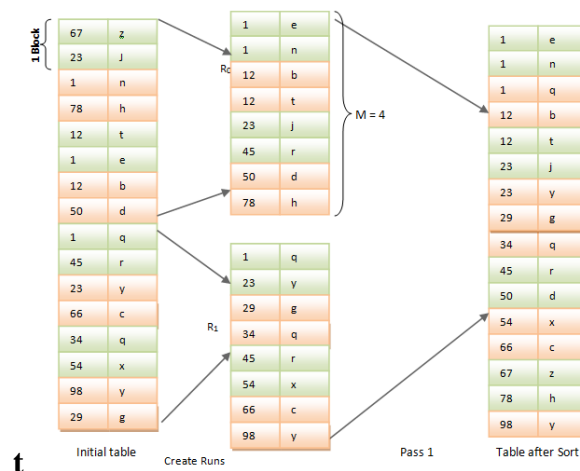 1 Block
67 z
23 J
1 n
78 h
12 t
1 e
12 b
50 d
1 q
45 r
23 y
66 c
34 q
54 x
98 y
29 g
Initial table
1 e
1 n
12 b
12 t
23 j
45 r
50 d
78 h
M = 4
R₁
1 q
23 y
29 g
34 q
45 r
54 x
66 c
98 y
Create Runs
Pass 1
1 e
1 n
1 q
12 b
12 t
23 j
23 y
29 g
34 q
45 r
50 d
54 x
66 c
67 z
78 h
98 y
Table after Sort
t